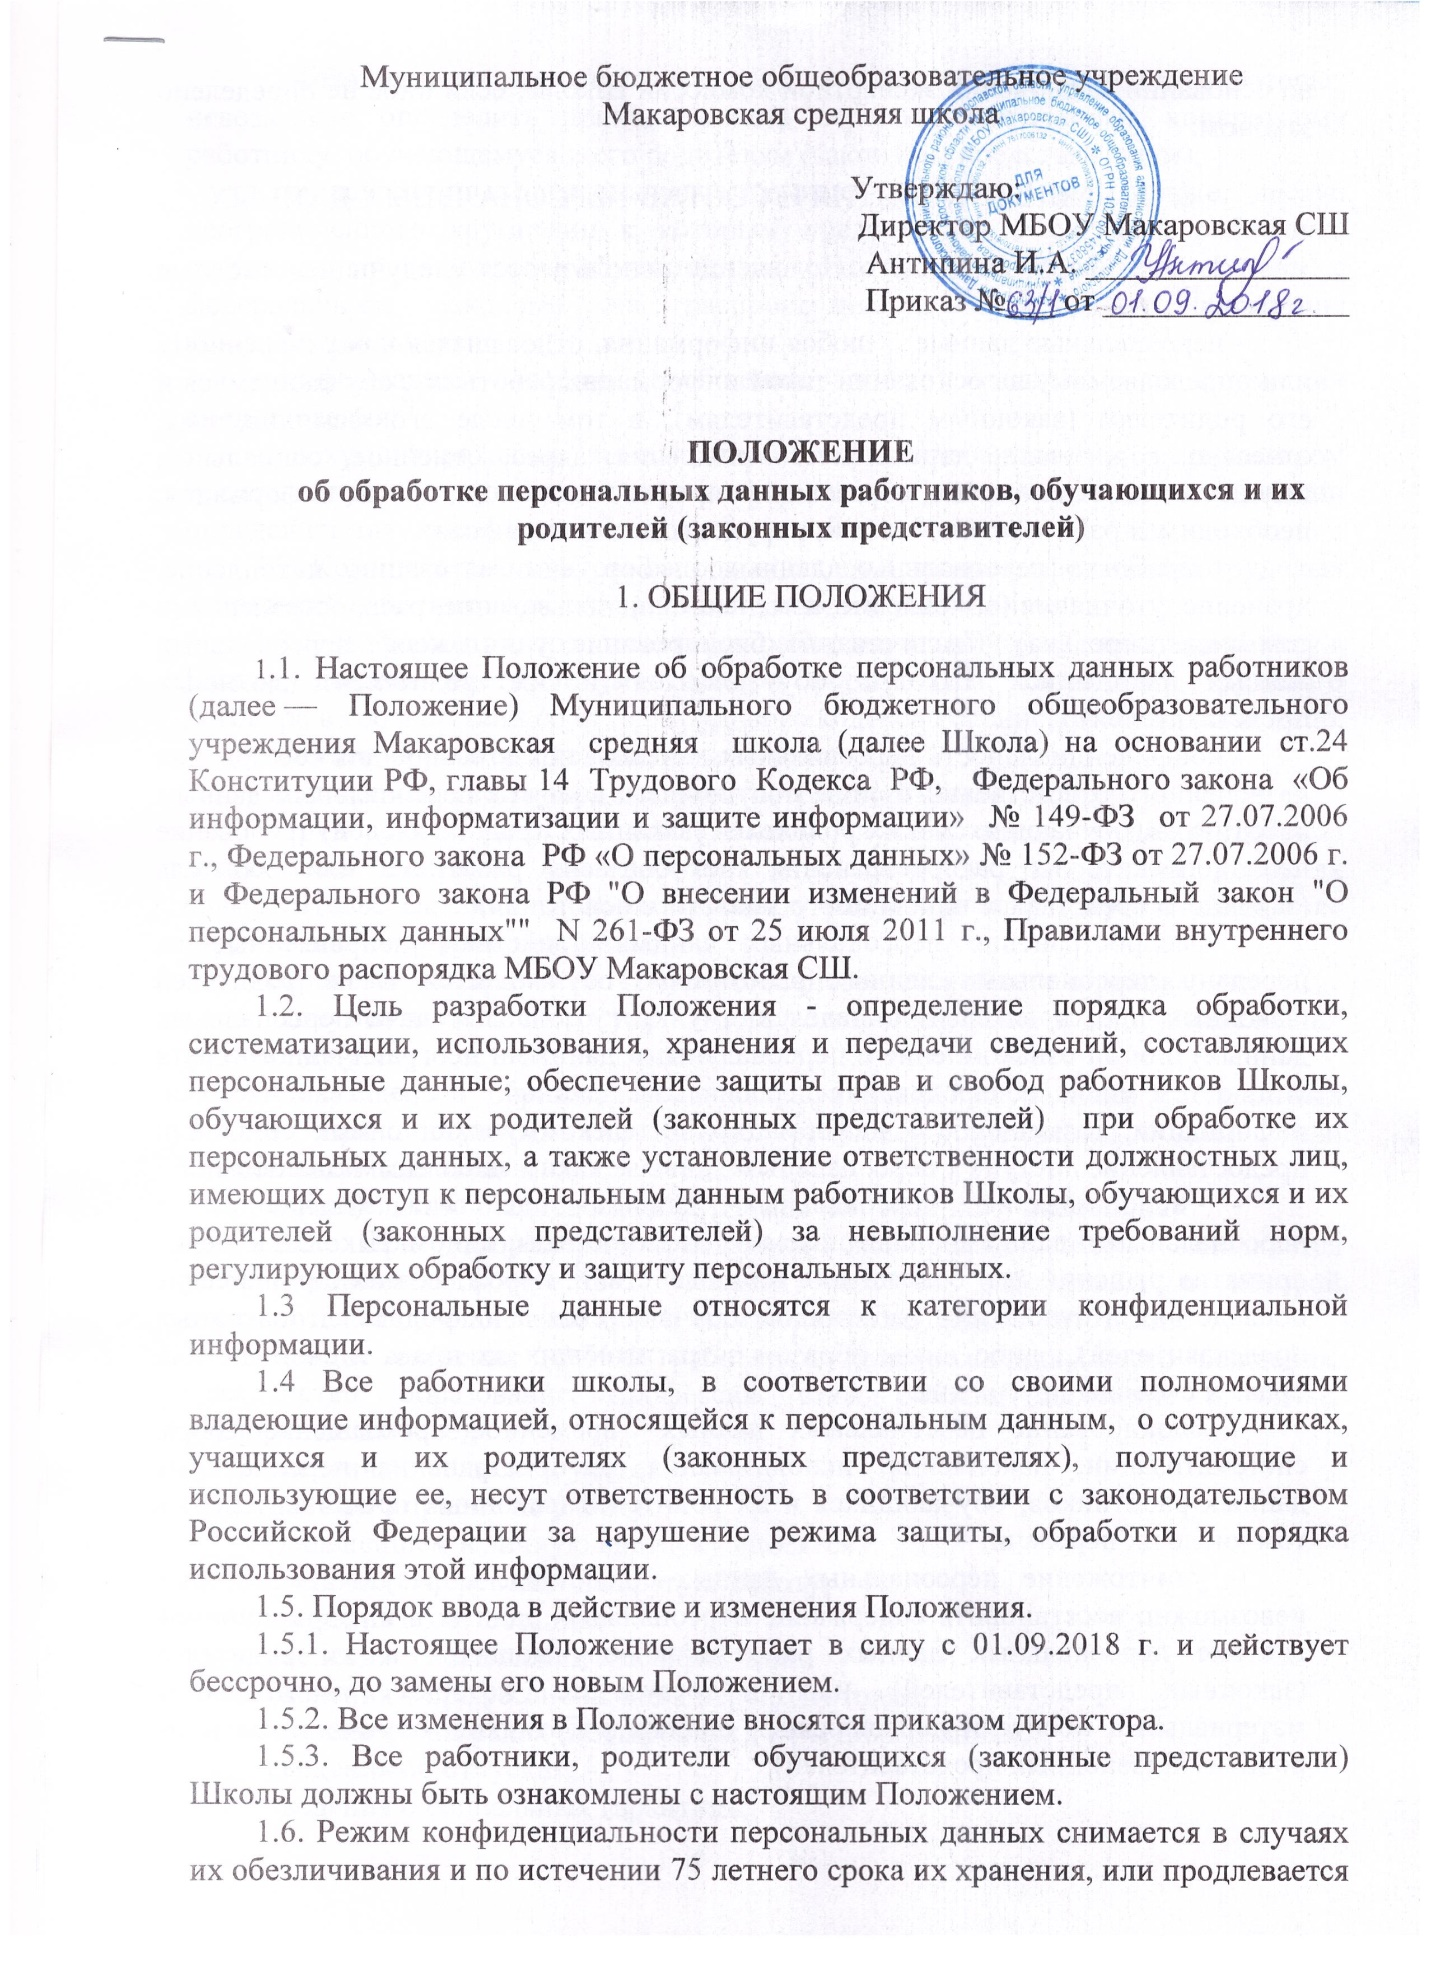 Муниципальное бюджетное общеобразовательное учреждение
Макаровская средняя школа
ДЛЯ
ДОКУМЕНТОВ
Утверждаю:
Директор МБОУ Макаровская СШ
Антипина И.А.
Приказ № 63/1 от 01.09.2018г
ПОЛОЖЕНИЕ
об обработке персональных данных работников, обучающихся и их
родителей (законных представителей)
1. ОБЩИЕ ПОЛОЖЕНИЯ
1.1. Настоящее Положение об обработке персональных данных работников
(далее — Положение) Муниципального бюджетного общеобразовательного
учреждения Макаровская средняя школа (далее Школа) на основании ст.24
Конституции РФ, главы 14 Трудового Кодекса РФ, Федерального закона «Об
информации, информатизации и защите информации» № 149-ФЗ от 27.07.2006
г., Федерального закона РФ «О персональных данных» № 152-ФЗ от 27.07.2006 г.
и Федерального закона РФ "О внесении изменений в Федеральный закон "О
персональных данных"" N 261-ФЗ от 25 июля 2011 г., Правилами внутреннего
трудового распорядка МБОУ Макаровская СШ.
1.2. Цель разработки Положения - определение порядка обработки,
систематизации, использования, хранения и передачи сведений, составляющих
персональные данные; обеспечение защиты прав и свобод работников Школы,
обучающихся и их родителей (законных представителей) при обработке их
персональных данных, а также установление ответственности должностных лиц,
имеющих доступ к персональным данным работников Школы, обучающихся и их
родителей (законных представителей) за невыполнение требований норм,
регулирующих обработку и защиту персональных данных.
1.3 Персональные данные относятся к категории конфиденциальной
информации.
1.4 Все работники школы, в соответствии со своими полномочиями
владеющие информацией, относящейся к персональным данным, о сотрудниках,
учащихся и их родителях (законных представителях), получающие и
использующие ее, несут ответственность в соответствии с законодательством
Российской Федерации за нарушение режима защиты, обработки и порядка
использования этой информации.
1.5. Порядок ввода в действие и изменения Положения.
1.5.1. Настоящее Положение вступает в силу с 01.09.2018 г. и действует
бессрочно, до замены его новым Положением.
1.5.2. Все изменения в Положение вносятся приказом директора.
1.5.3. Все работники, родители обучающихся (законные представители)
Школы должны быть ознакомлены с настоящим Положением.
1.6. Режим конфиденциальности персональных данных снимается в случаях
их обезличивания и по истечении 75 летнего срока их хранения, или продлевается